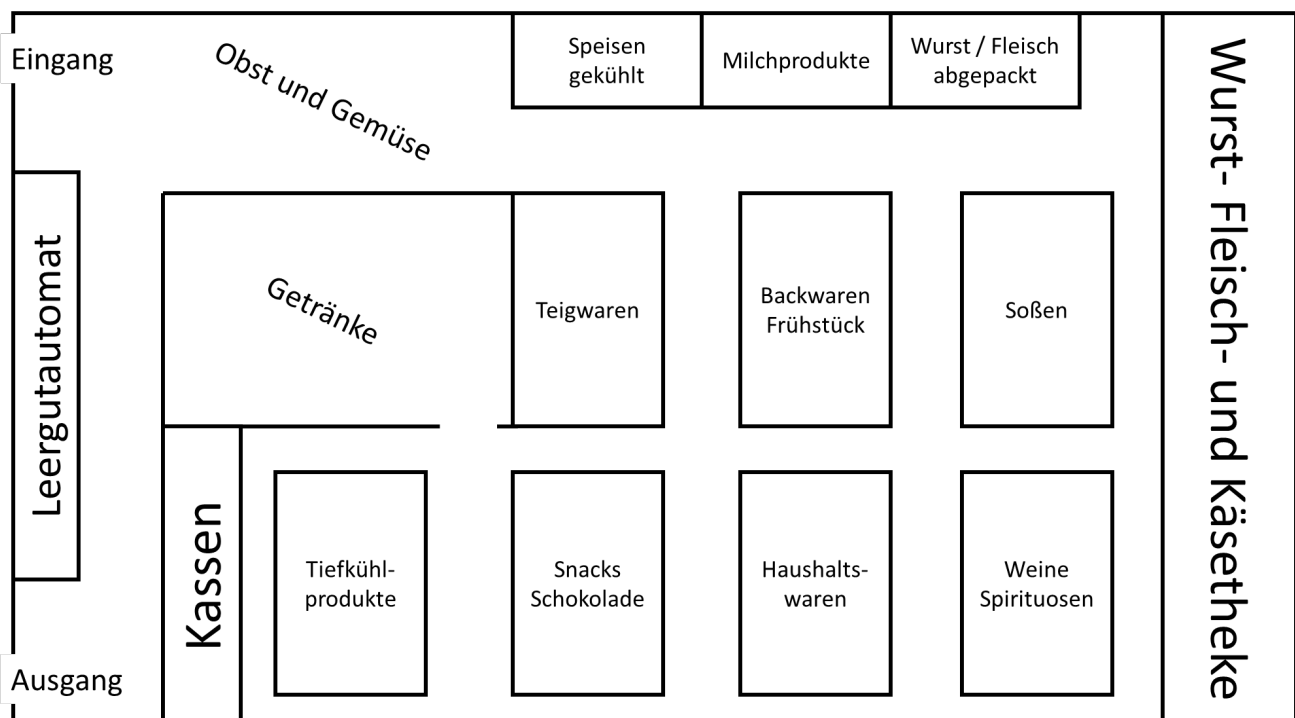 Eingang
Obst und Gemüse
Speisen
gekühlt
Milchprodukte
Wurst / Fleisch
abgepackt
Wurst- Fleisch- und Käsetheke
Leergutautomat
Getränke
Teigwaren
Backwaren
Frühstück
Soßen
Kassen
Tiefkühl-
produkte
Snacks
Schokolade
Haushalts-
waren
Weine
Spirituosen
Ausgang